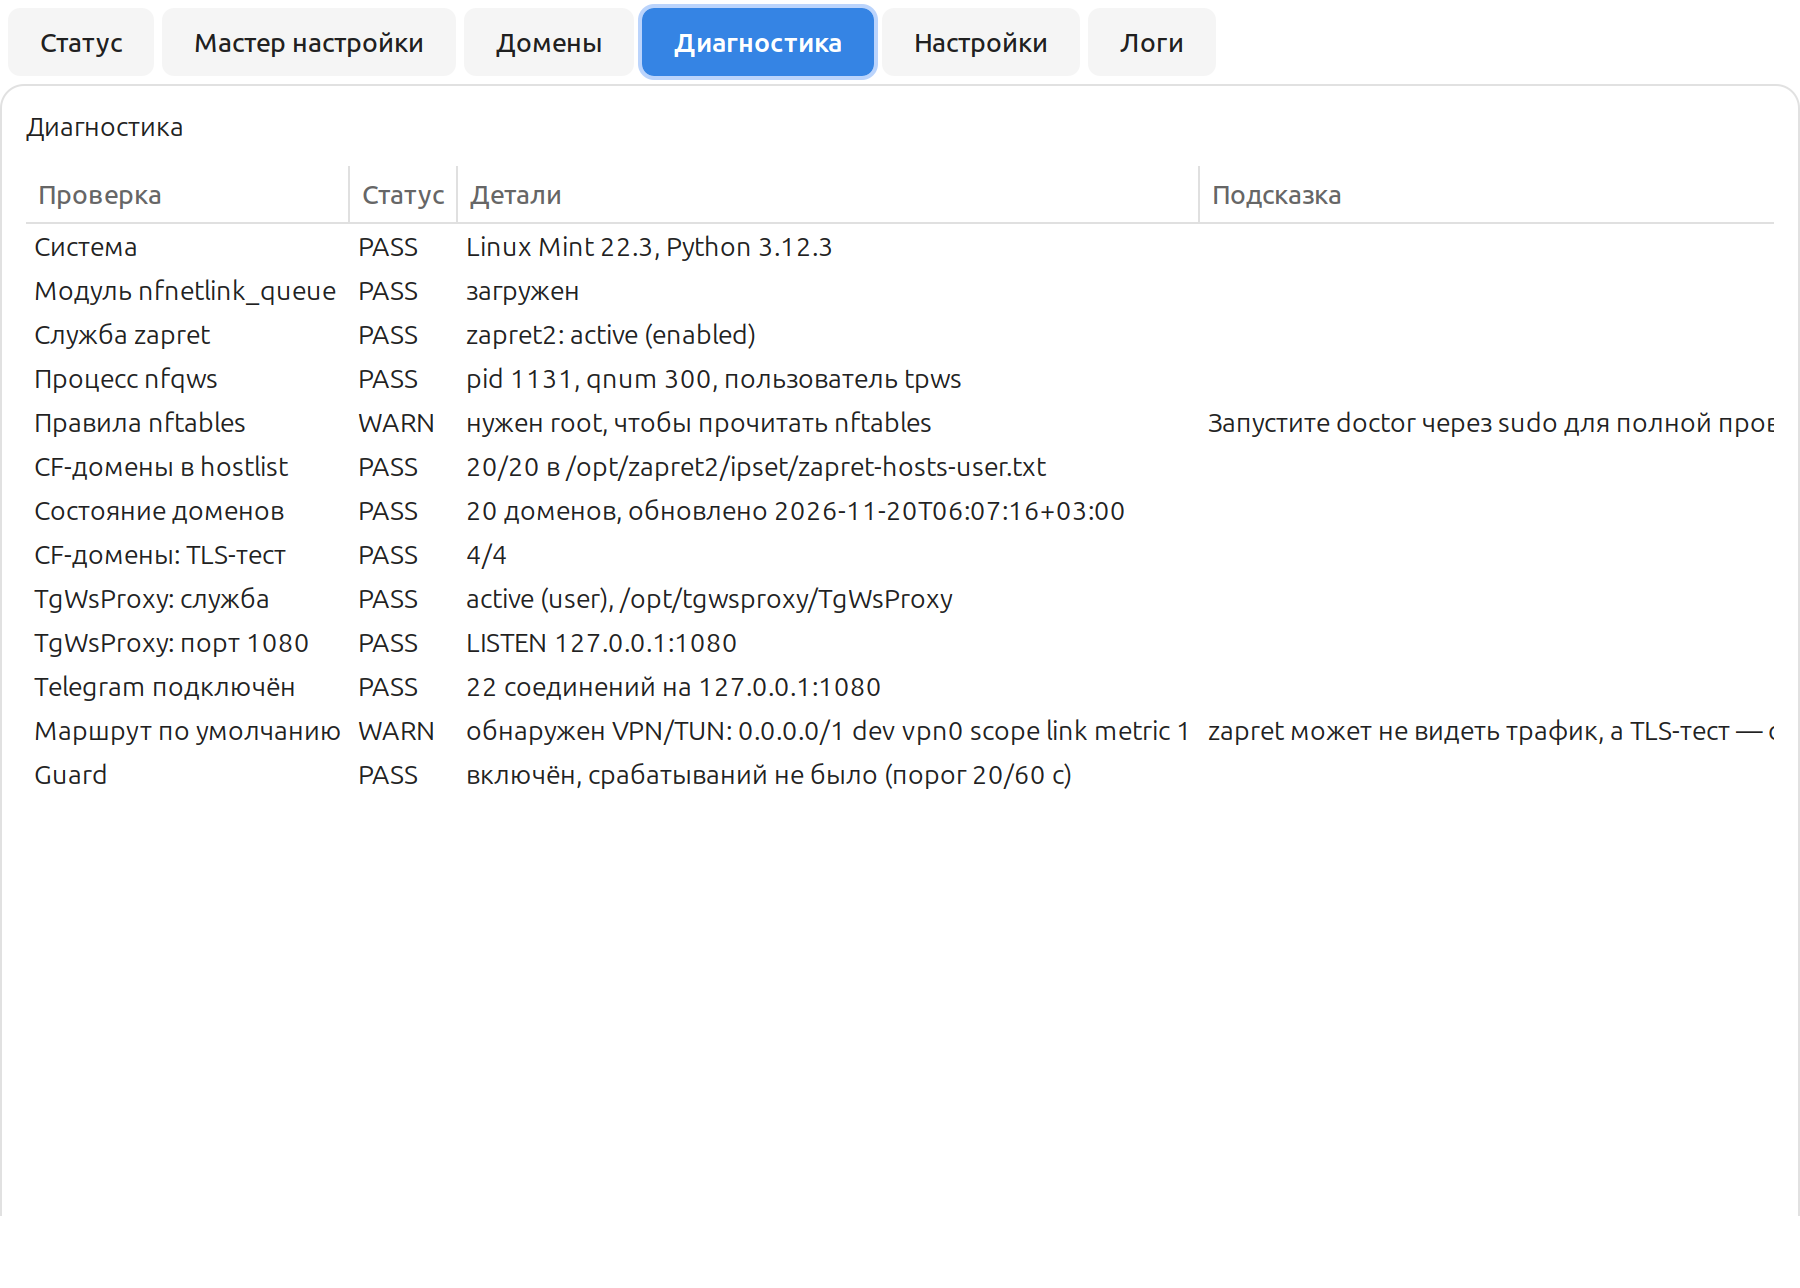 Статус Мастер настройки Домены Диагностика Настройки Логи
Диагностика
Проверка Статус Детали Подсказка
Система PASS Linux Mint 22.3, Python 3.12.3
Модуль nfnetlink_queue PASS загружен
Служба zapret PASS zapret2: active (enabled)
Процесс nfqws PASS pid 1131, qnum 300, пользователь tpws
Правила nftables WARN нужен root, чтобы прочитать nftables Запустите doctor через sudo для полной пров
CF-домены в hostlist PASS 20/20 в /opt/zapret2/ipset/zapret-hosts-user.txt
Состояние доменов PASS 20 доменов, обновлено 2026-11-20T06:07:16+03:00
CF-домены: TLS-тест PASS 4/4
TgWsProxy: служба PASS active (user), /opt/tgwsproxy/TgWsProxy
TgWsProxy: порт 1080 PASS LISTEN 127.0.0.1:1080
Telegram подключён PASS 22 соединений на 127.0.0.1:1080
Маршрут по умолчанию WARN обнаружен VPN/TUN: 0.0.0.0/1 dev vpn0 scope link metric 1 zapret может не видеть трафик, а TLS-тест —
Guard PASS включён, срабатываний не было (порог 20/60 с)